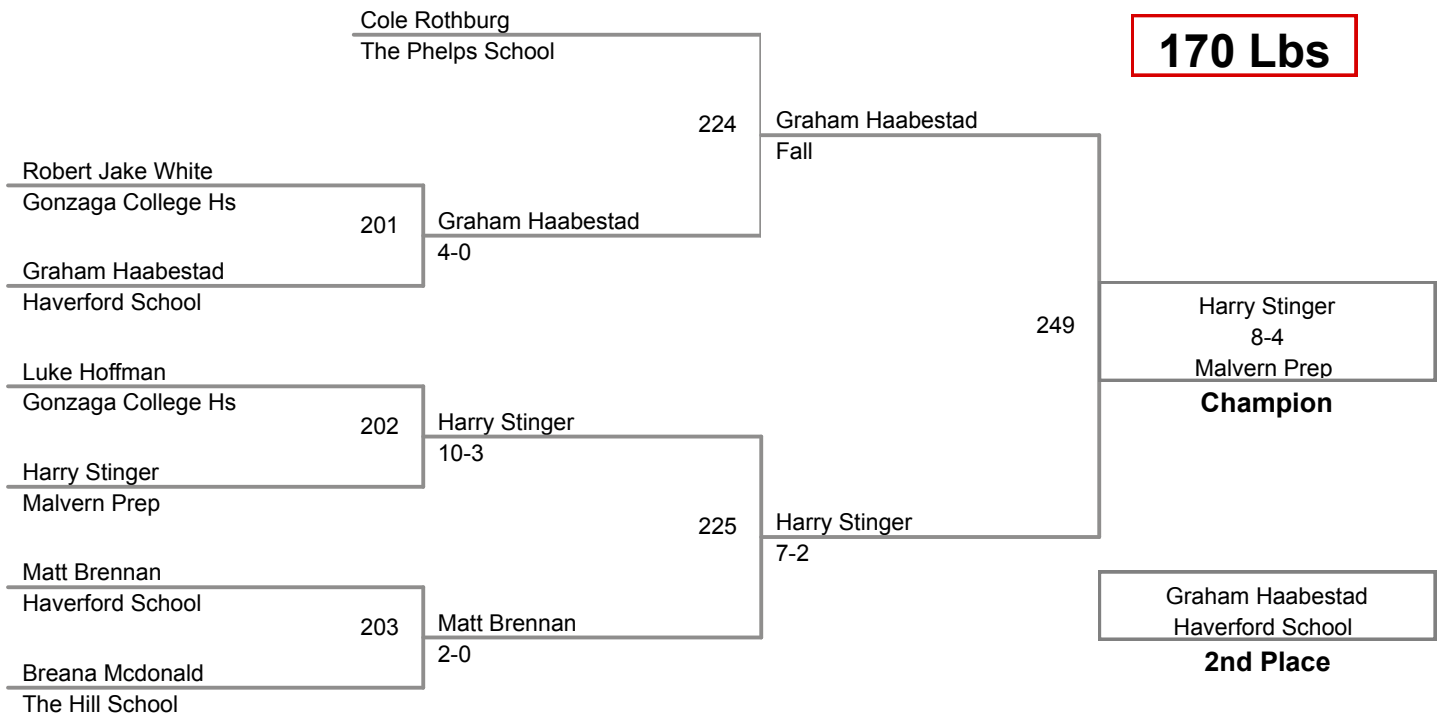 Cole Rothburg
The Phelps School
170 Lbs
224
Graham Haabestad
Fall
Robert Jake White
Gonzaga College Hs
201
Graham Haabestad
4-0
Graham Haabestad
Haverford School
249
Harry Stinger
8-4
Malvern Prep
Champion
Luke Hoffman
Gonzaga College Hs
202
Harry Stinger
10-3
Harry Stinger
Malvern Prep
225
Harry Stinger
7-2
Matt Brennan
Haverford School
203
Matt Brennan
2-0
Breana Mcdonald
The Hill School
Graham Haabestad
Haverford School
2nd Place